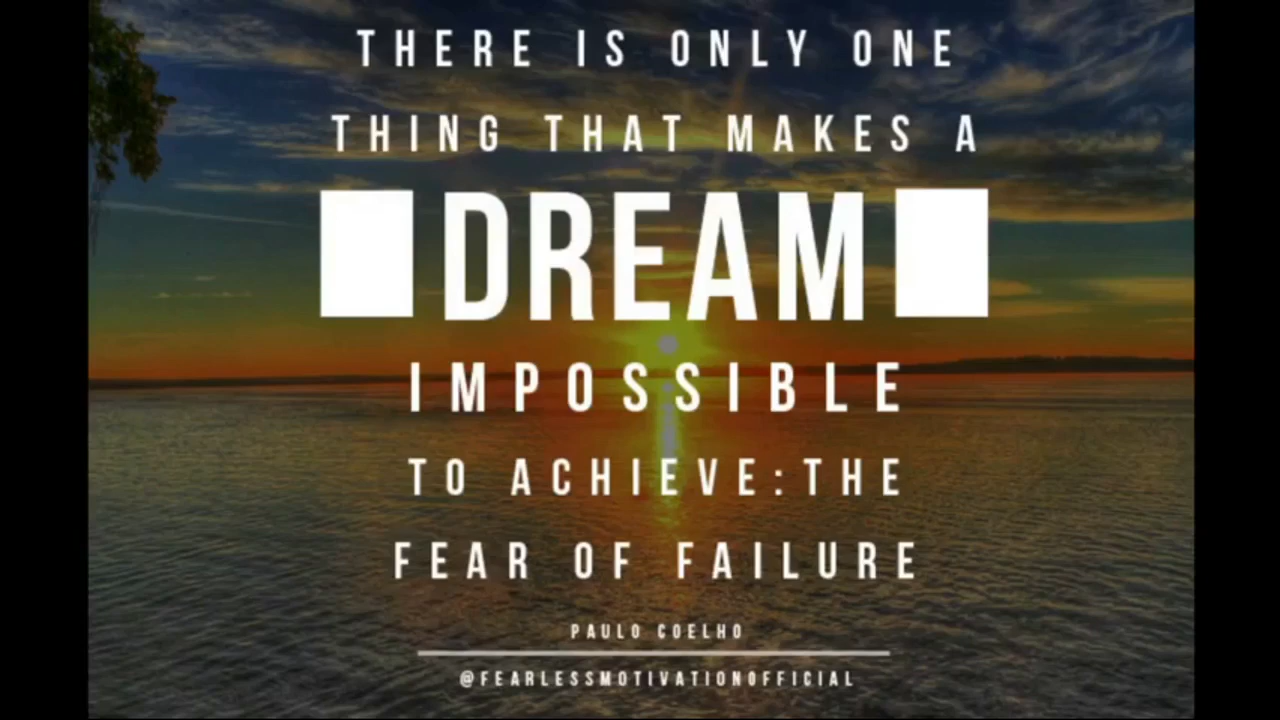 THERE IS ONLY ONE
THING THAT MAKES A
DREAM
IMPOSSIBLE
TO ACHIEVE:THE
FEAR OF FAILURE
PAULO COELHO
@FEARLESSMOTIVATIONOFFICIAL